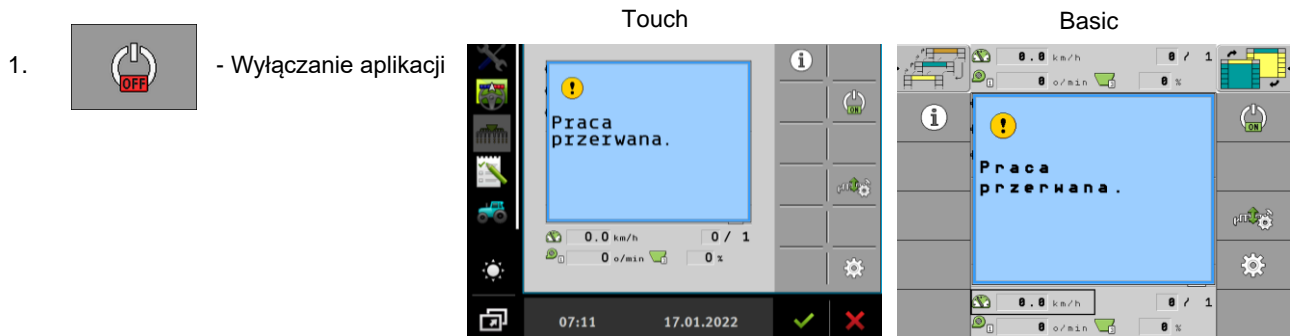 Touch
Basic
1.
OFF
- Wyłączanie aplikacji
i
ON
Praca
przerwana.
0.0 km/h
0 / 1
0 o/min
0 %
07:11
17.01.2022
0.0 km/h
0 / 1
0 o/min
0 %
i
ON
Praca
przerwana.
0.0 km/h
0 / 1
0 o/min
0 %